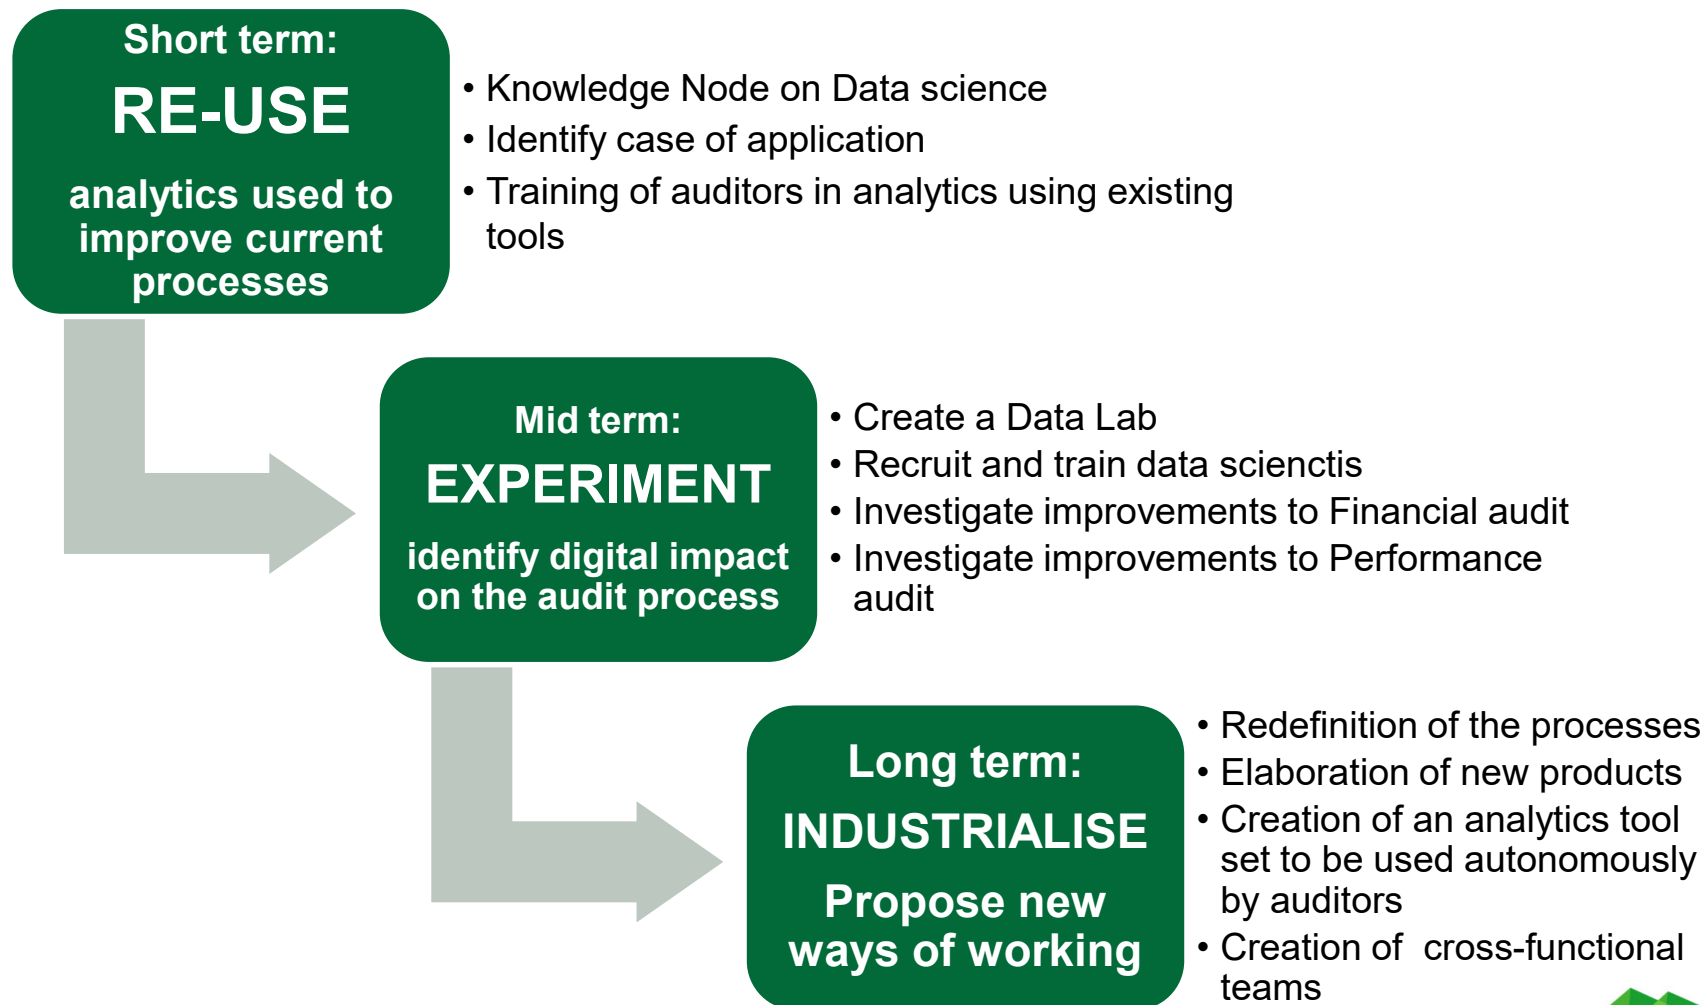 Short term:
RE-USE
analytics used to
improve current
processes
• Knowledge Node on Data science
• Identify case of application
• Training of auditors in analytics using existing
tools
Mid term:
EXPERIMENT
identify digital impact
on the audit process
• Create a Data Lab
• Recruit and train data scienctis
• Investigate improvements to Financial audit
• Investigate improvements to Performance
audit
Long term:
INDUSTRIALISE
Propose new
ways of working
• Redefinition of the processes
• Elaboration of new products
• Creation of an analytics tool
set to be used autonomously
by auditors
• Creation of  cross-functional
teams